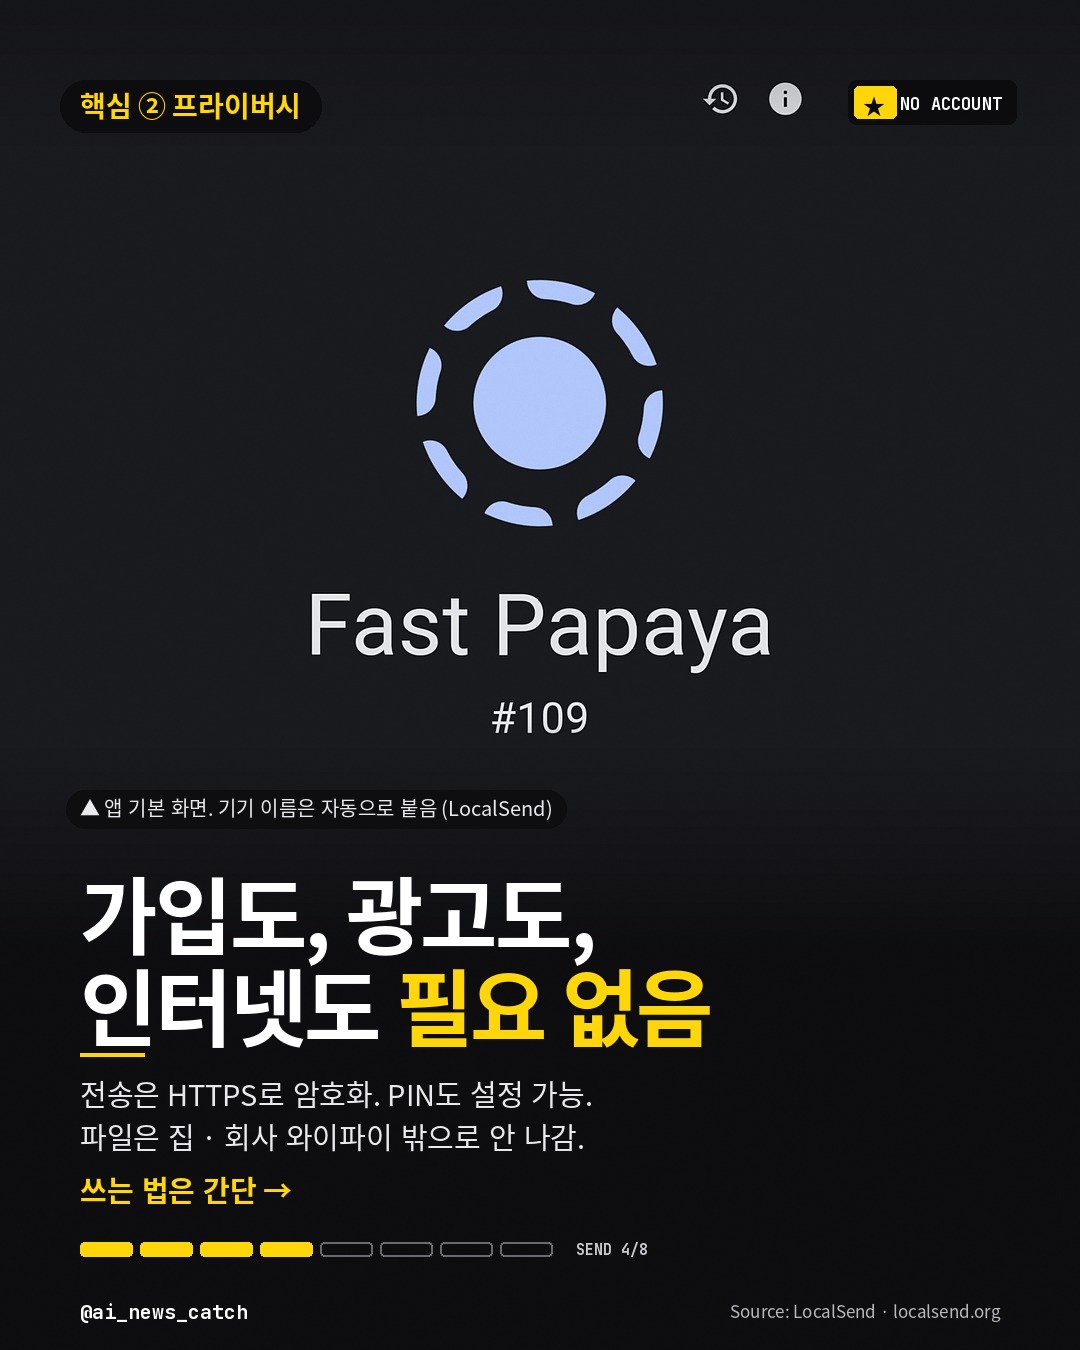 핵심 ② 프라이버시
★ NO ACCOUNT
Fast Papaya
#109
▲ 앱 기본 화면. 기기 이름은 자동으로 붙음 (LocalSend)
가입도, 광고도,
인터넷도 필요 없음
전송은 HTTPS로 암호화. PIN도 설정 가능.
파일은 집 · 회사 와이파이 밖으로 안 나감.
쓰는 법은 간단 →
SEND 4/8
@ai_news_catch
Source: LocalSend · localsend.org